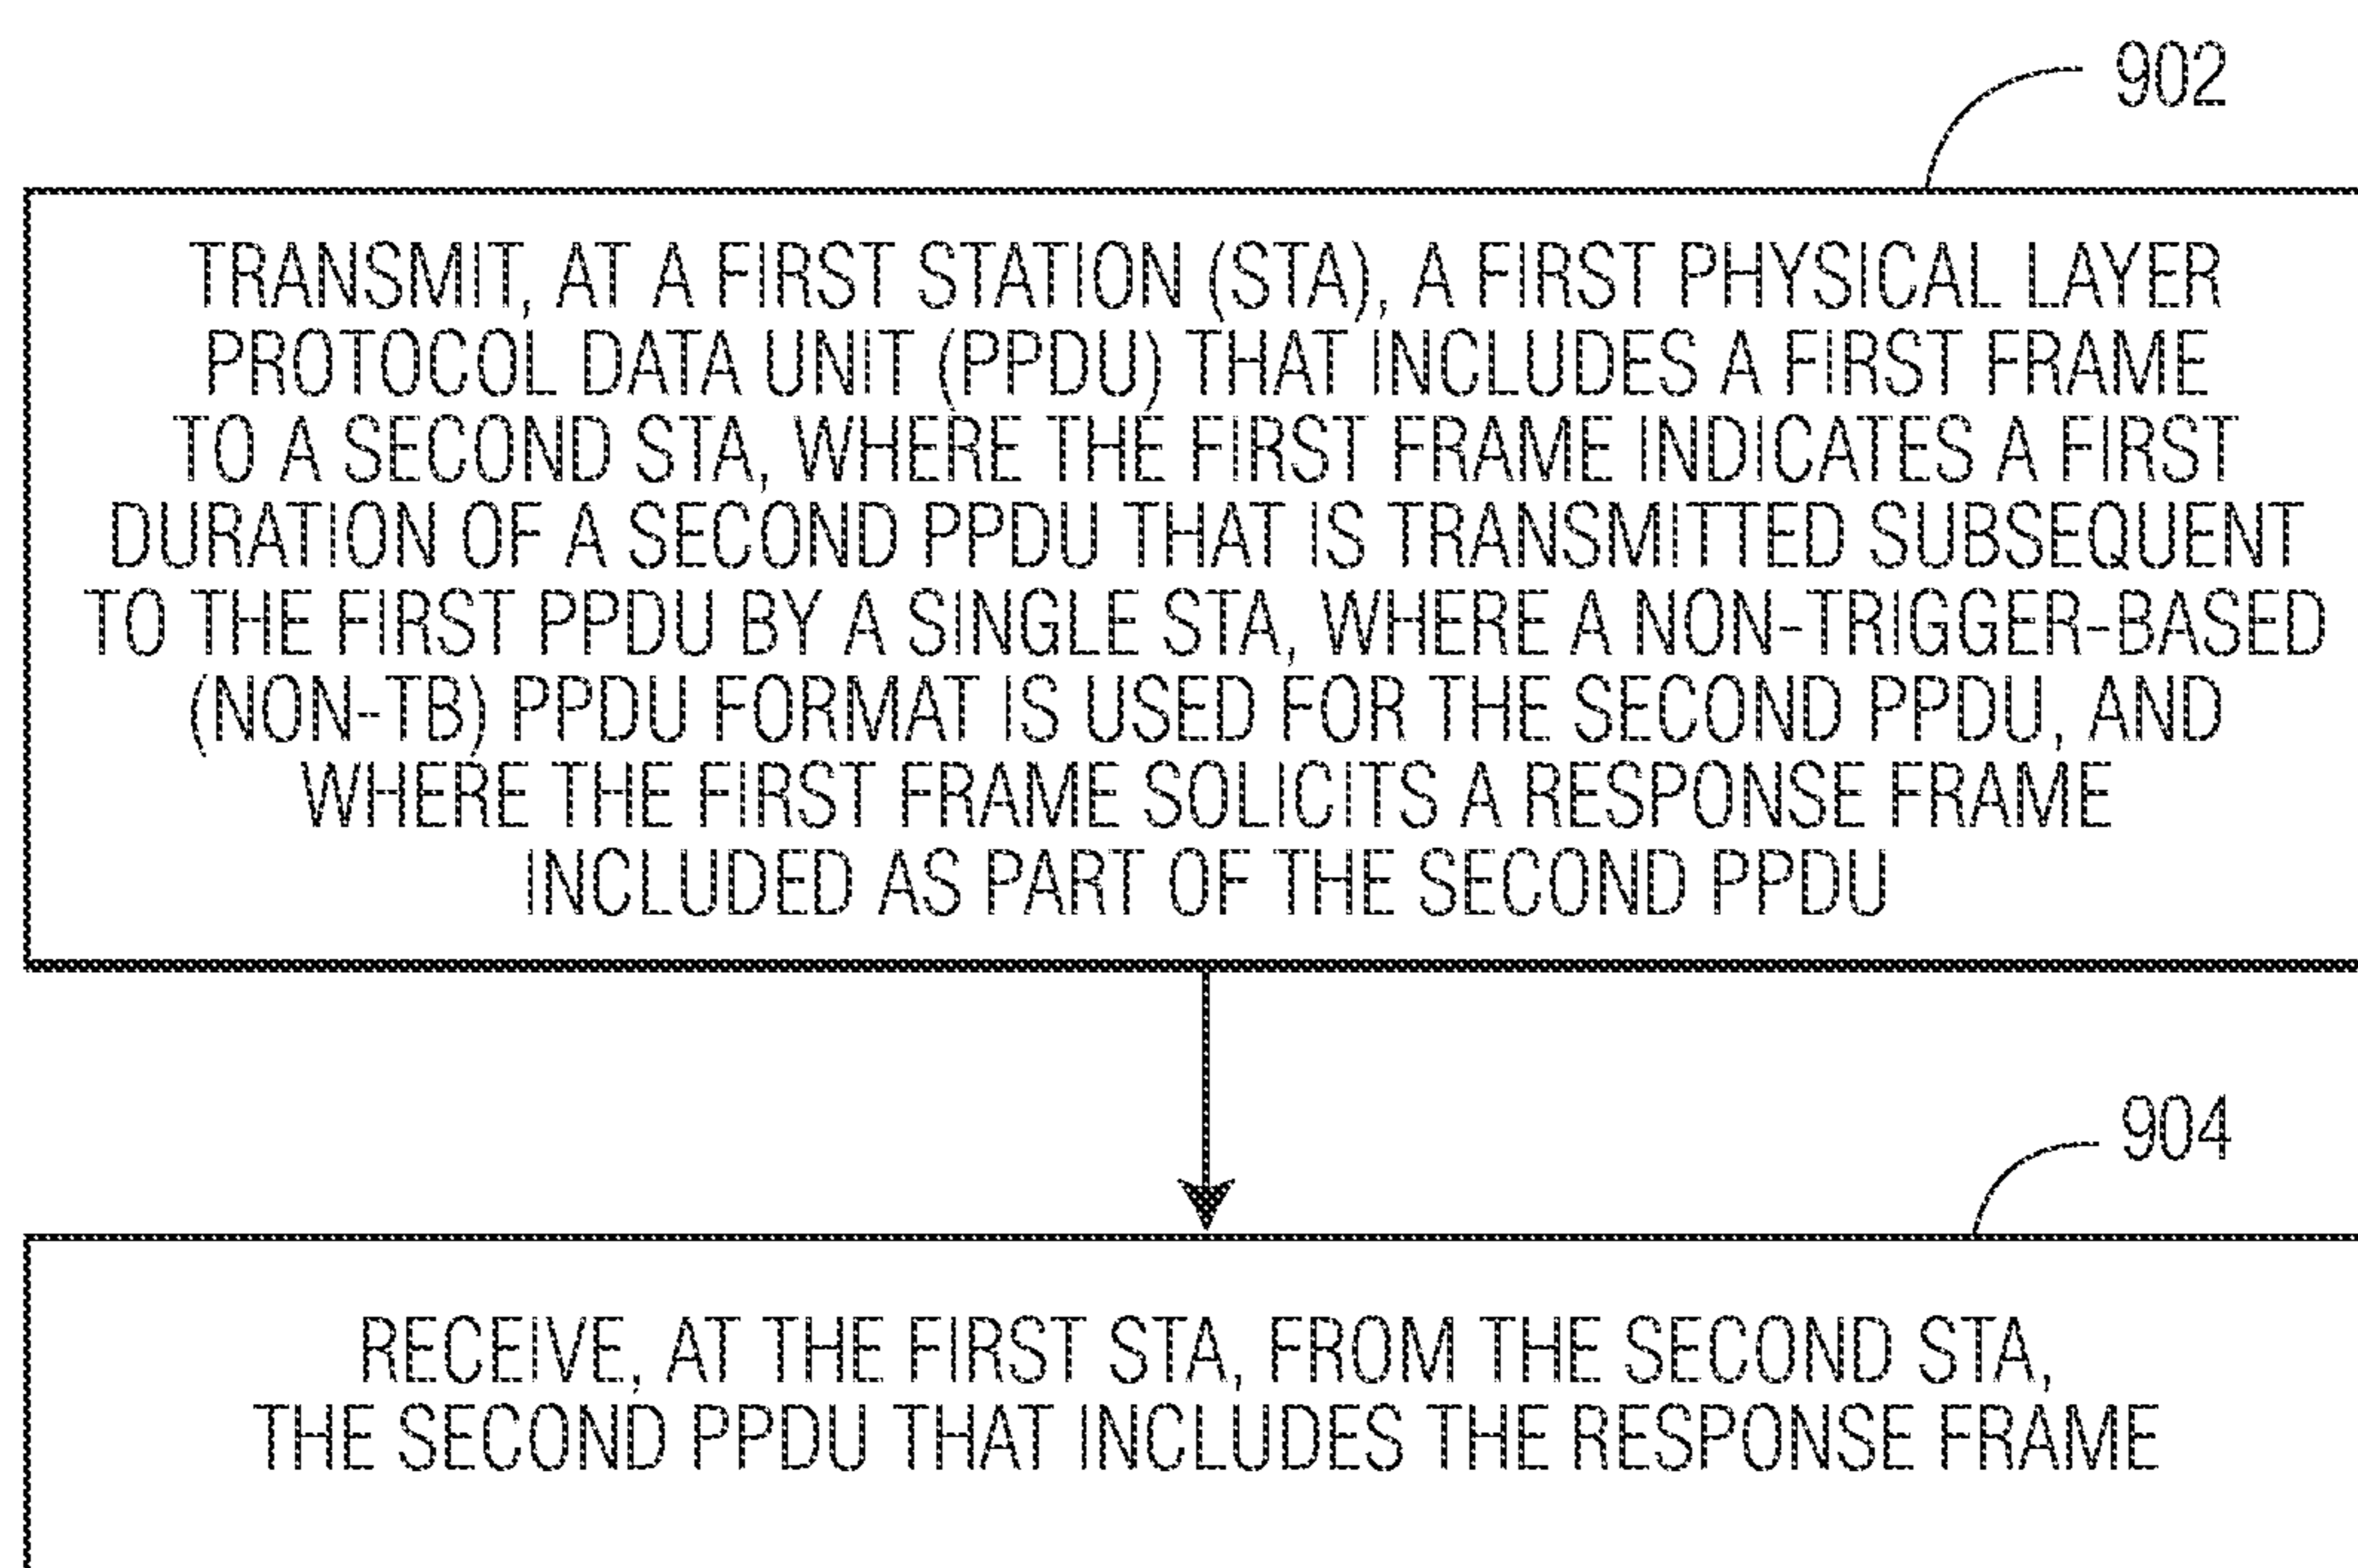 902
TRANSMIT, AT A FIRST STATION (STA), A FIRST PHYSICAL LAYER
PROTOCOL DATA UNIT (PPDU) THAT INCLUDES A FIRST FRAME
TO A SECOND STA, WHERE THE FIRST FRAME INDICATES A FIRST
DURATION OF A SECOND PPDU THAT IS TRANSMITTED SUBSEQUENT
TO THE FIRST PPDU BY A SINGLE STA, WHERE A NON-TRIGGER-BASED
(NON-TB) PPDU FORMAT IS USED FOR THE SECOND PPDU, AND
WHERE THE FIRST FRAME SOLICITS A RESPONSE FRAME
INCLUDED AS PART OF THE SECOND PPDU
904
RECEIVE, AT THE FIRST STA, FROM THE SECOND STA,
THE SECOND PPDU THAT INCLUDES THE RESPONSE FRAME